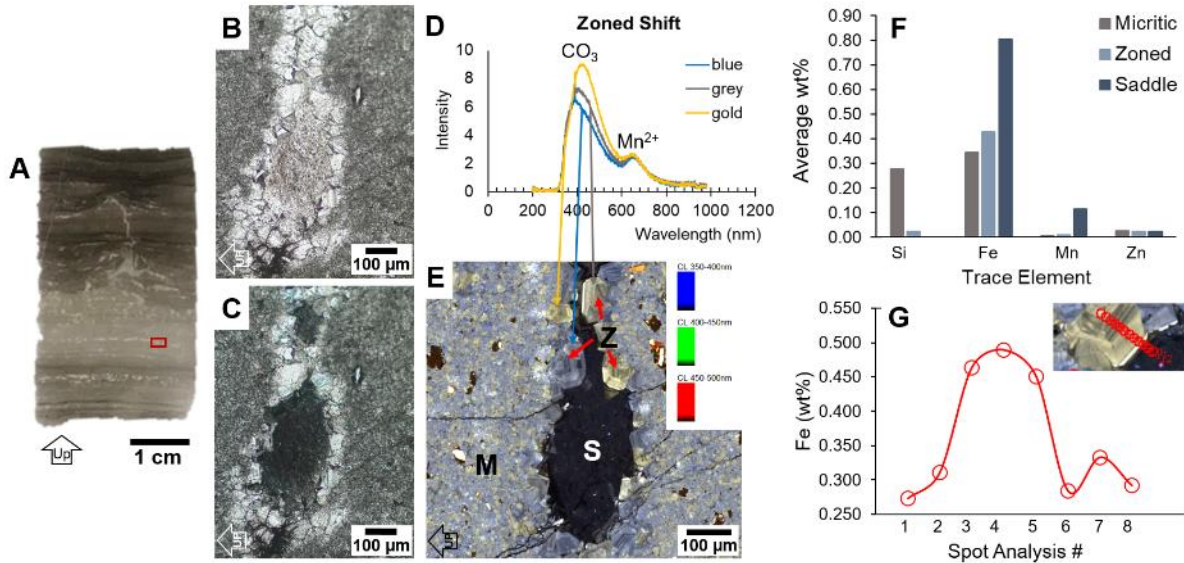 A
Up
1 cm
B
Up
100 µm
C
Up
100 µm
D
Zoned Shift
CO3
Mn2+
blue
grey
gold
Intensity
10
8
6
4
2
0
0 200 400 600 800 1000 1200
Wavelength (nm)
E
Z
S
M
CL 350-400nm
CL 400-450nm
CL 450-500nm
Up
100 µm
F
Micritic
Zoned
Saddle
Average wt%
0.90
0.80
0.70
0.60
0.50
0.40
0.30
0.20
0.10
0.00
Si Fe Mn Zn
Trace Element
G
Fe (wt%)
0.550
0.500
0.450
0.400
0.350
0.300
0.250
1 2 3 4 5 6 7 8
Spot Analysis #